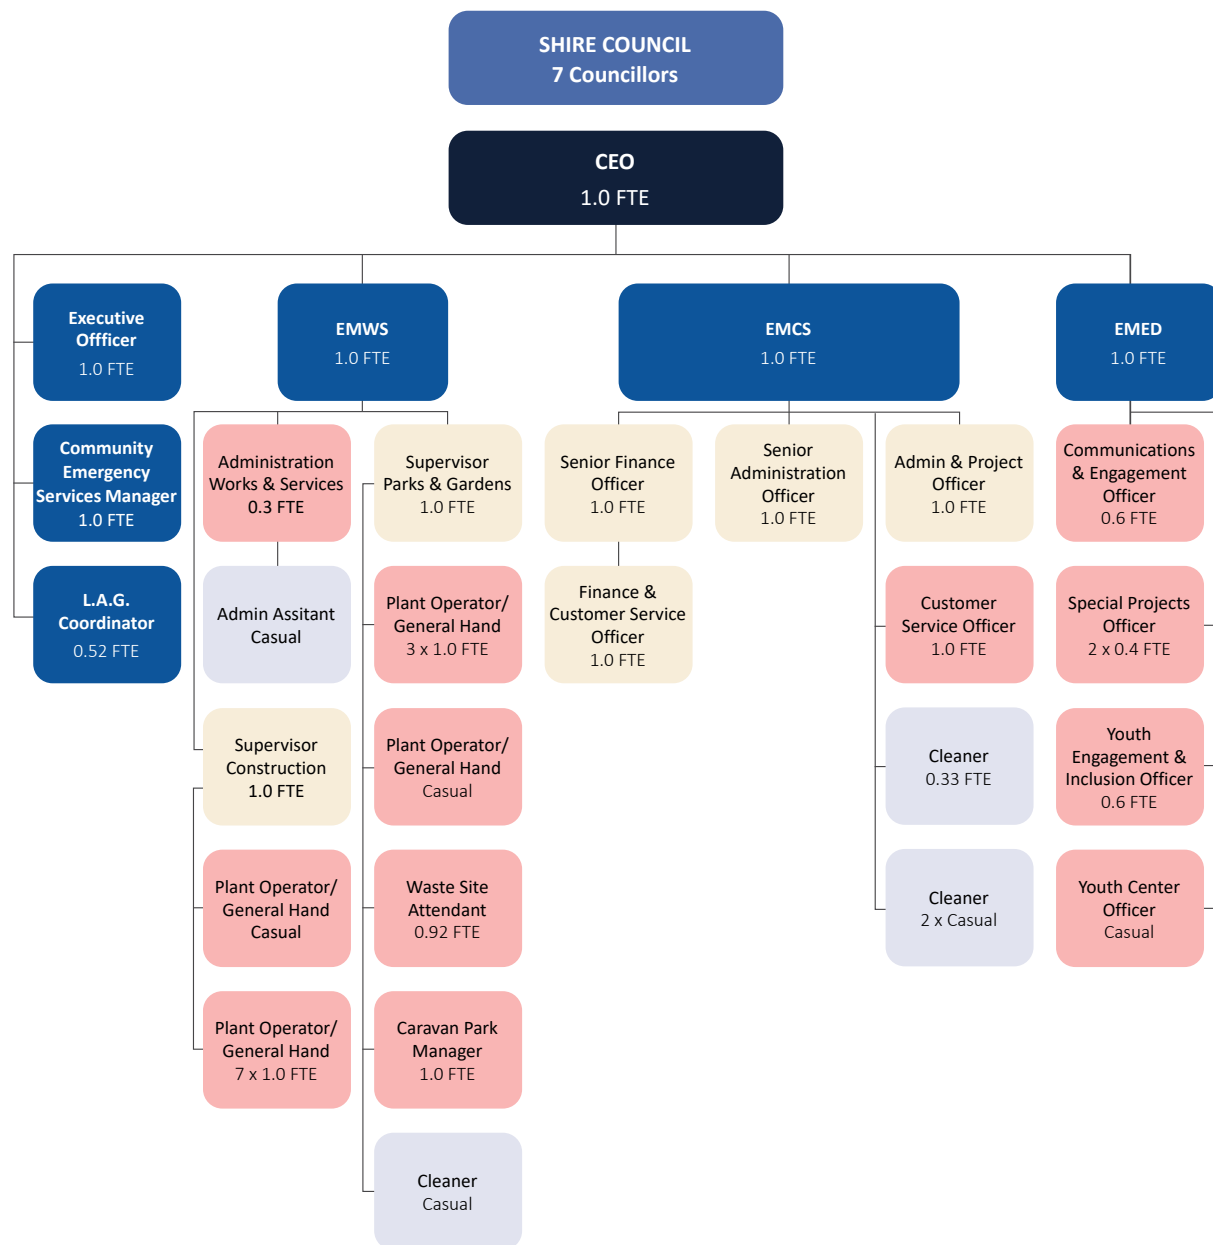 SHIRE COUNCIL
7 Councillors
CEO
1.0 FTE
Executive
Offficer
1.0 FTE
EMWS
1.0 FTE
EMCS
1.0 FTE
EMED
1.0 FTE
Community
Emergency
Services Manager
1.0 FTE
Administration
Works & Services
0.3 FTE
Supervisor
Parks & Gardens
1.0 FTE
Senior Finance
Officer
1.0 FTE
Senior
Administration
Officer
1.0 FTE
Admin & Project
Officer
1.0 FTE
Communications
& Engagement
Officer
0.6 FTE
L.A.G.
Coordinator
0.52 FTE
Admin Assitant
Casual
Plant Operator/
General Hand
3 x 1.0 FTE
Finance &
Customer Service
Officer
1.0 FTE
Customer
Service Officer
1.0 FTE
Special Projects
Officer
2 x 0.4 FTE
Supervisor
Construction
1.0 FTE
Plant Operator/
General Hand
Casual
Cleaner
0.33 FTE
Youth
Engagement &
Inclusion Officer
0.6 FTE
Plant Operator/
General Hand
Casual
Waste Site
Attendant
0.92 FTE
Cleaner
2 x Casual
Youth Center
Officer
Casual
Plant Operator/
General Hand
7 x 1.0 FTE
Caravan Park
Manager
1.0 FTE
Cleaner
Casual